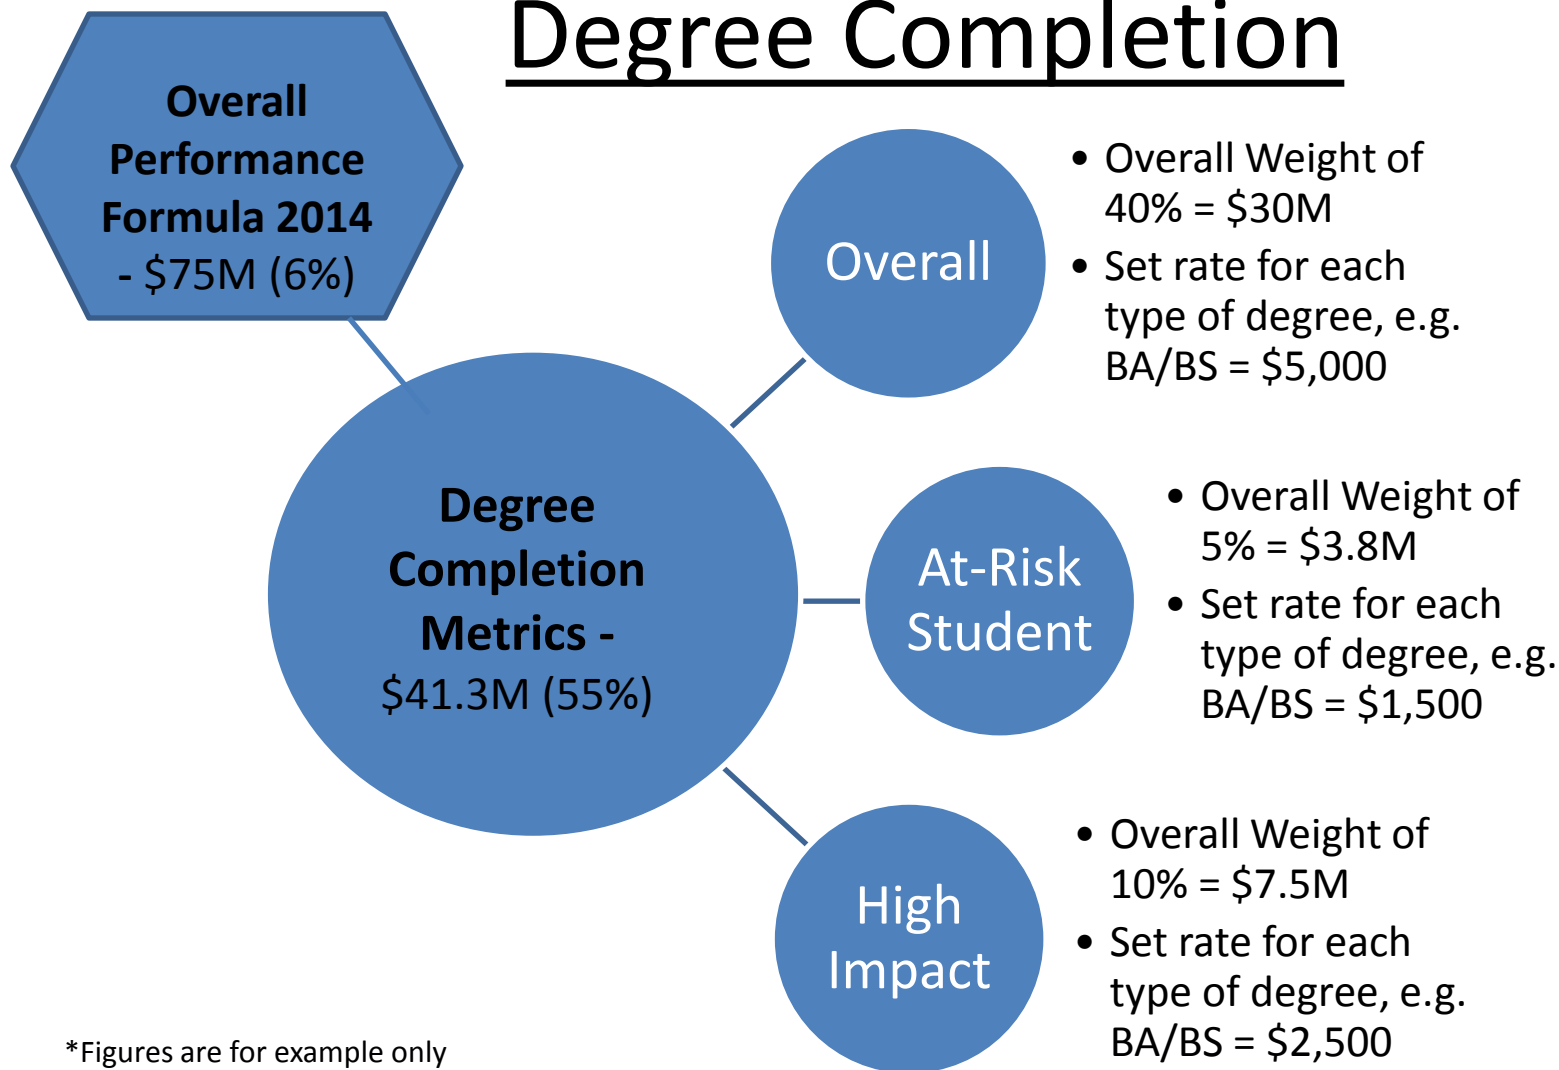 Degree Completion
Overall
Performance
Formula 2014
- $75M (6%)
Degree
Completion
Metrics -
$41.3M (55%)
Overall
• Overall Weight of
40% = $30M
• Set rate for each
type of degree, e.g.
BA/BS = $5,000
At-Risk
Student
• Overall Weight of
5% = $3.8M
• Set rate for each
type of degree, e.g.
BA/BS = $1,500
High
Impact
• Overall Weight of
10% = $7.5M
• Set rate for each
type of degree, e.g.
BA/BS = $2,500
*Figures are for example only